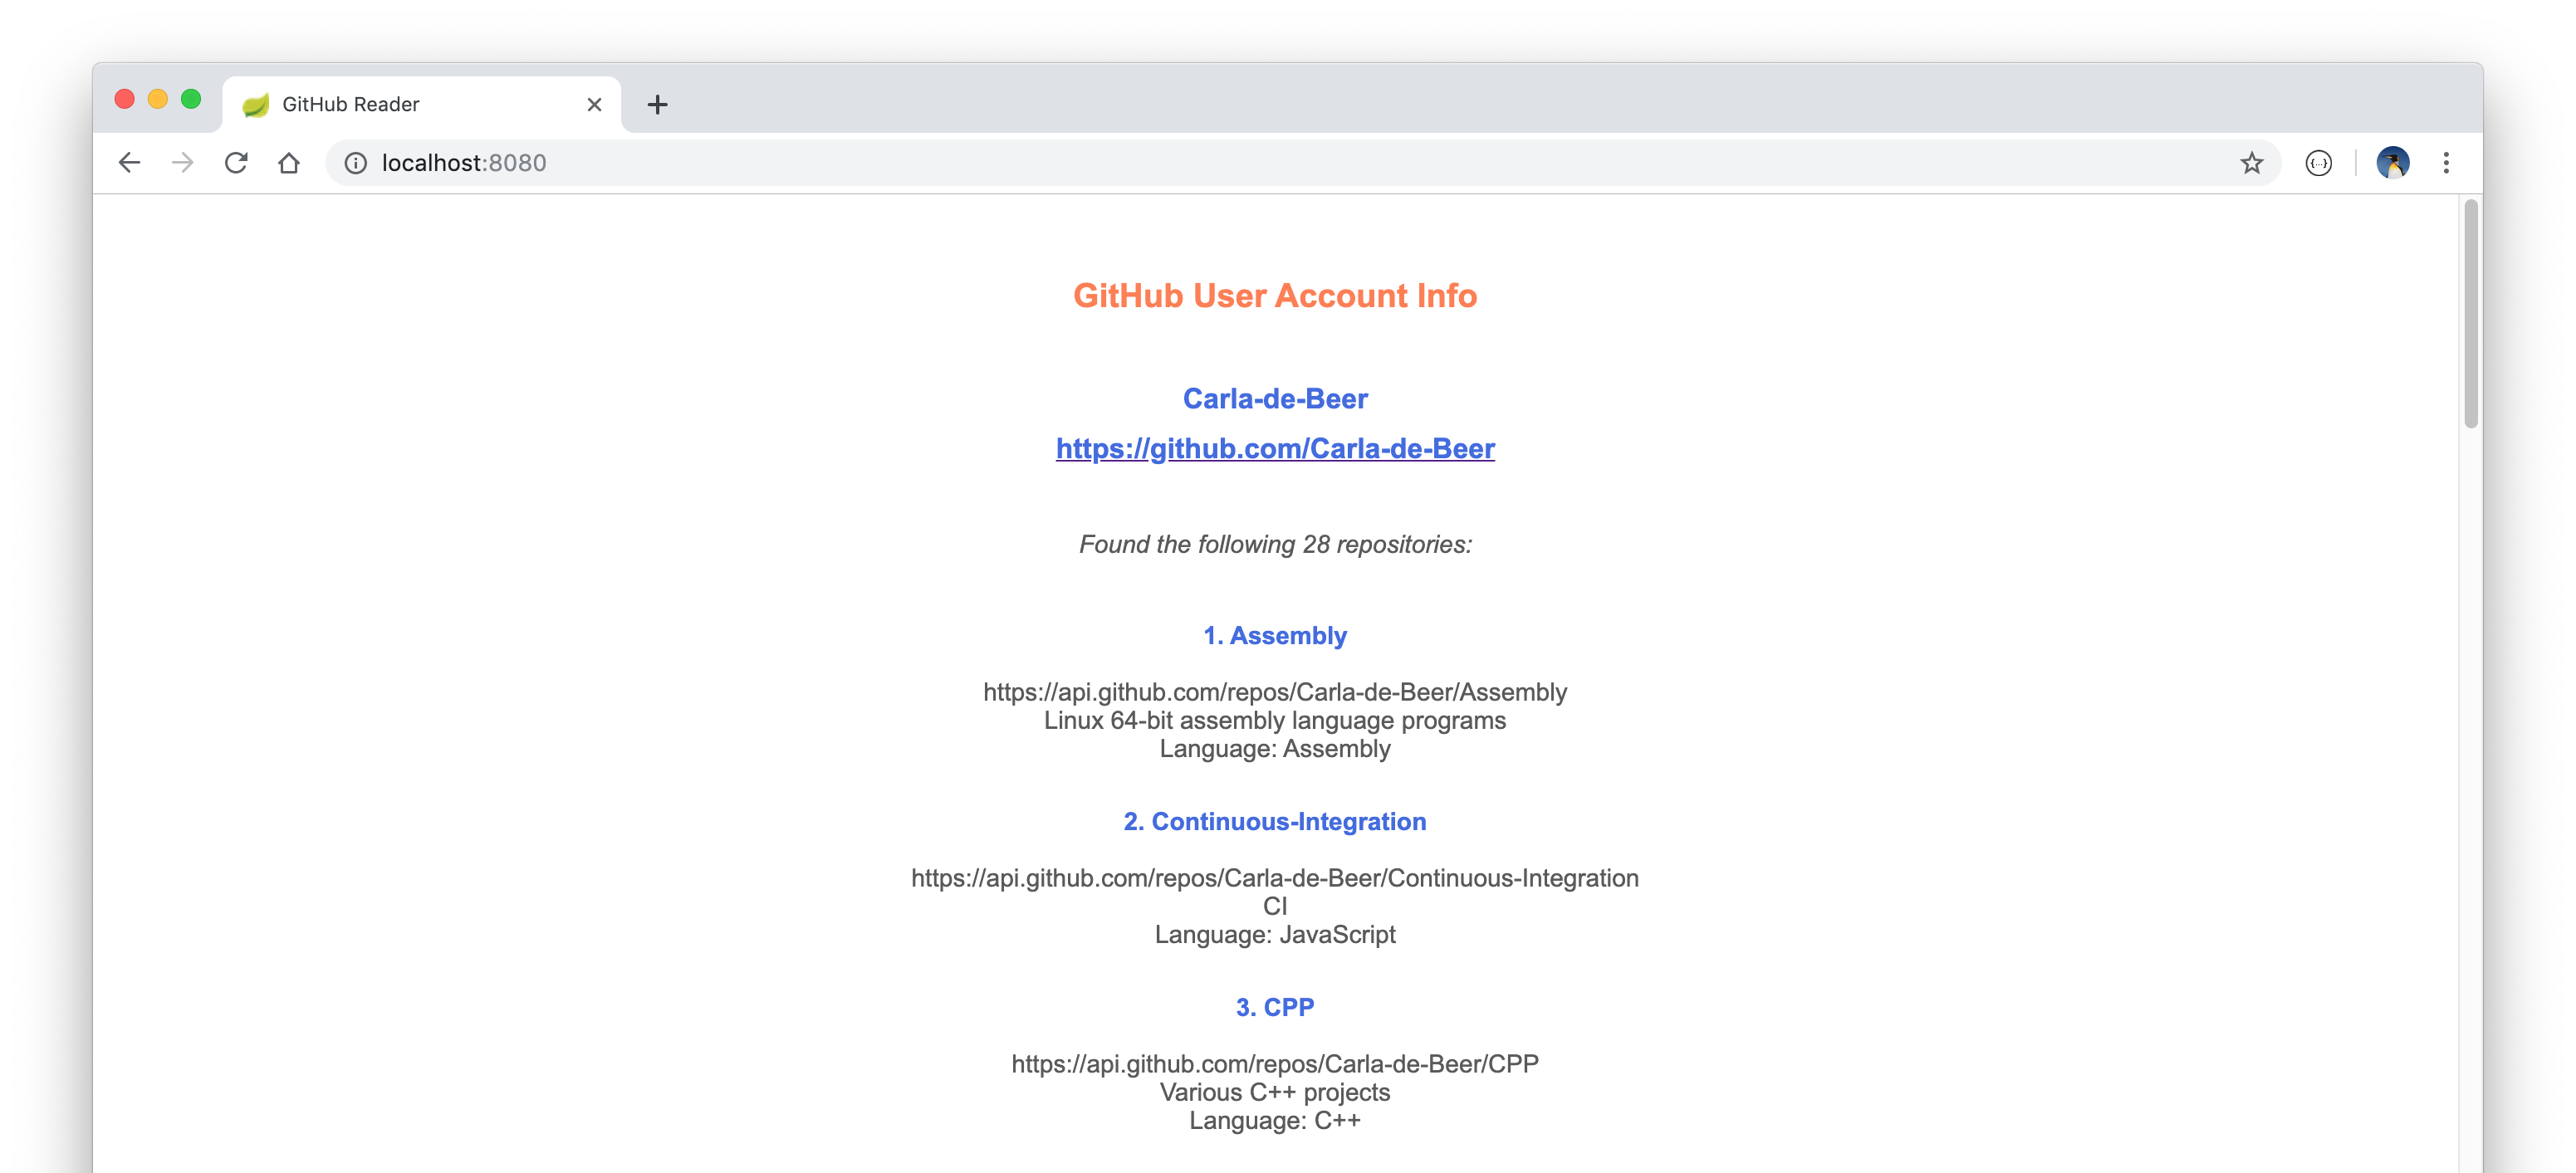 GitHub Reader
localhost:8080
GitHub User Account Info
Carla-de-Beer
https://github.com/Carla-de-Beer
Found the following 28 repositories:
1. Assembly
https://api.github.com/repos/Carla-de-Beer/Assembly
Linux 64-bit assembly language programs
Language: Assembly
2. Continuous-Integration
https://api.github.com/repos/Carla-de-Beer/Continuous-Integration
CI
Language: JavaScript
3. CPP
https://api.github.com/repos/Carla-de-Beer/CPP
Various C++ projects
Language: C++